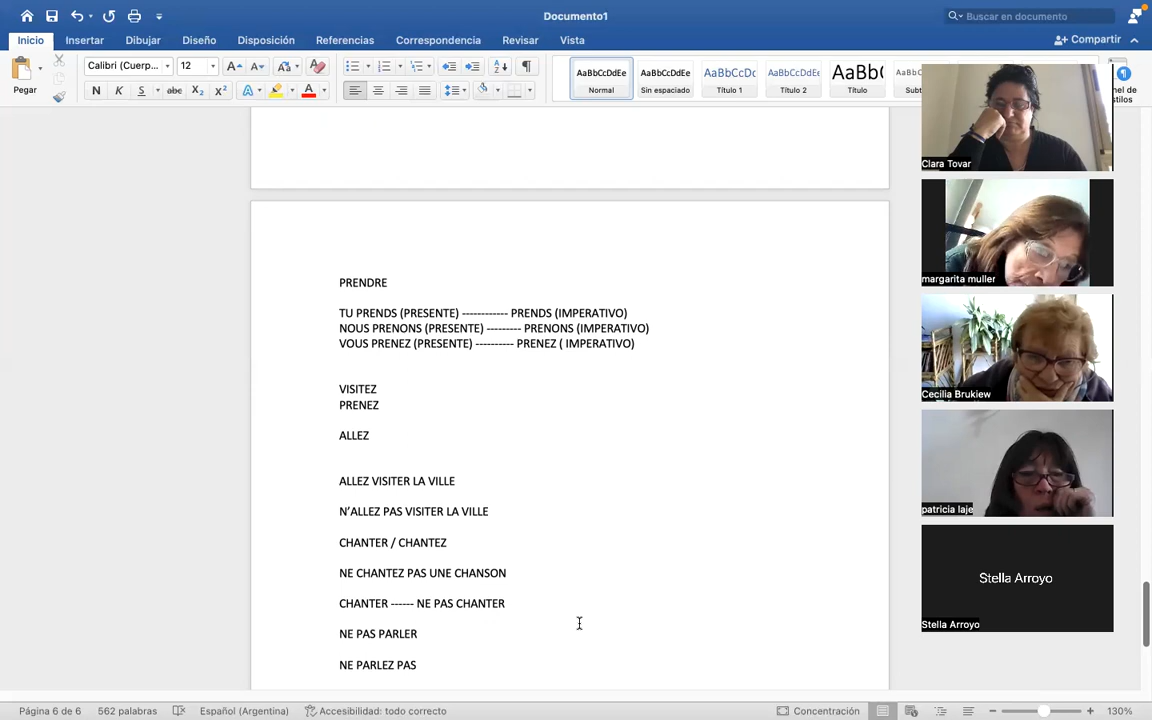 Documento1
Buscar en documento
Inicio Insertar Dibujar Diseño Disposición Referencias Correspondencia Revisar Vista Compartir
Pegar
Calibri (Cuerp... 12
N K S abc X₂ X²
AaBbCcDdEe AaBbCcDdEe AaBbCcDc AaBbCcDdEe AaBb( AaBbC
Normal Sin espaciado Título 1 Título 2 Título Subt
nel de
stilos
PRENDRE
TU PRENDS (PRESENTE) ------------ PRENDS (IMPERATIVO)
NOUS PRENONS (PRESENTE) --------- PRENONS (IMPERATIVO)
VOUS PRENEZ (PRESENTE) ---------- PRENEZ ( IMPERATIVO)
VISITEZ
PRENEZ
ALLEZ
ALLEZ VISITER LA VILLE
N'ALLEZ PAS VISITER LA VILLE
CHANTER / CHANTEZ
NE CHANTEZ PAS UNE CHANSON
CHANTER ------ NE PAS CHANTER
NE PAS PARLER
NE PARLEZ PAS
Clara Tovar
margarita muller
Cecilia Brukiew
patricia laje
Stella Arroyo
Stella Arroyo
Página 6 de 6 562 palabras Español (Argentina) Accesibilidad: todo correcto Concentración 130%